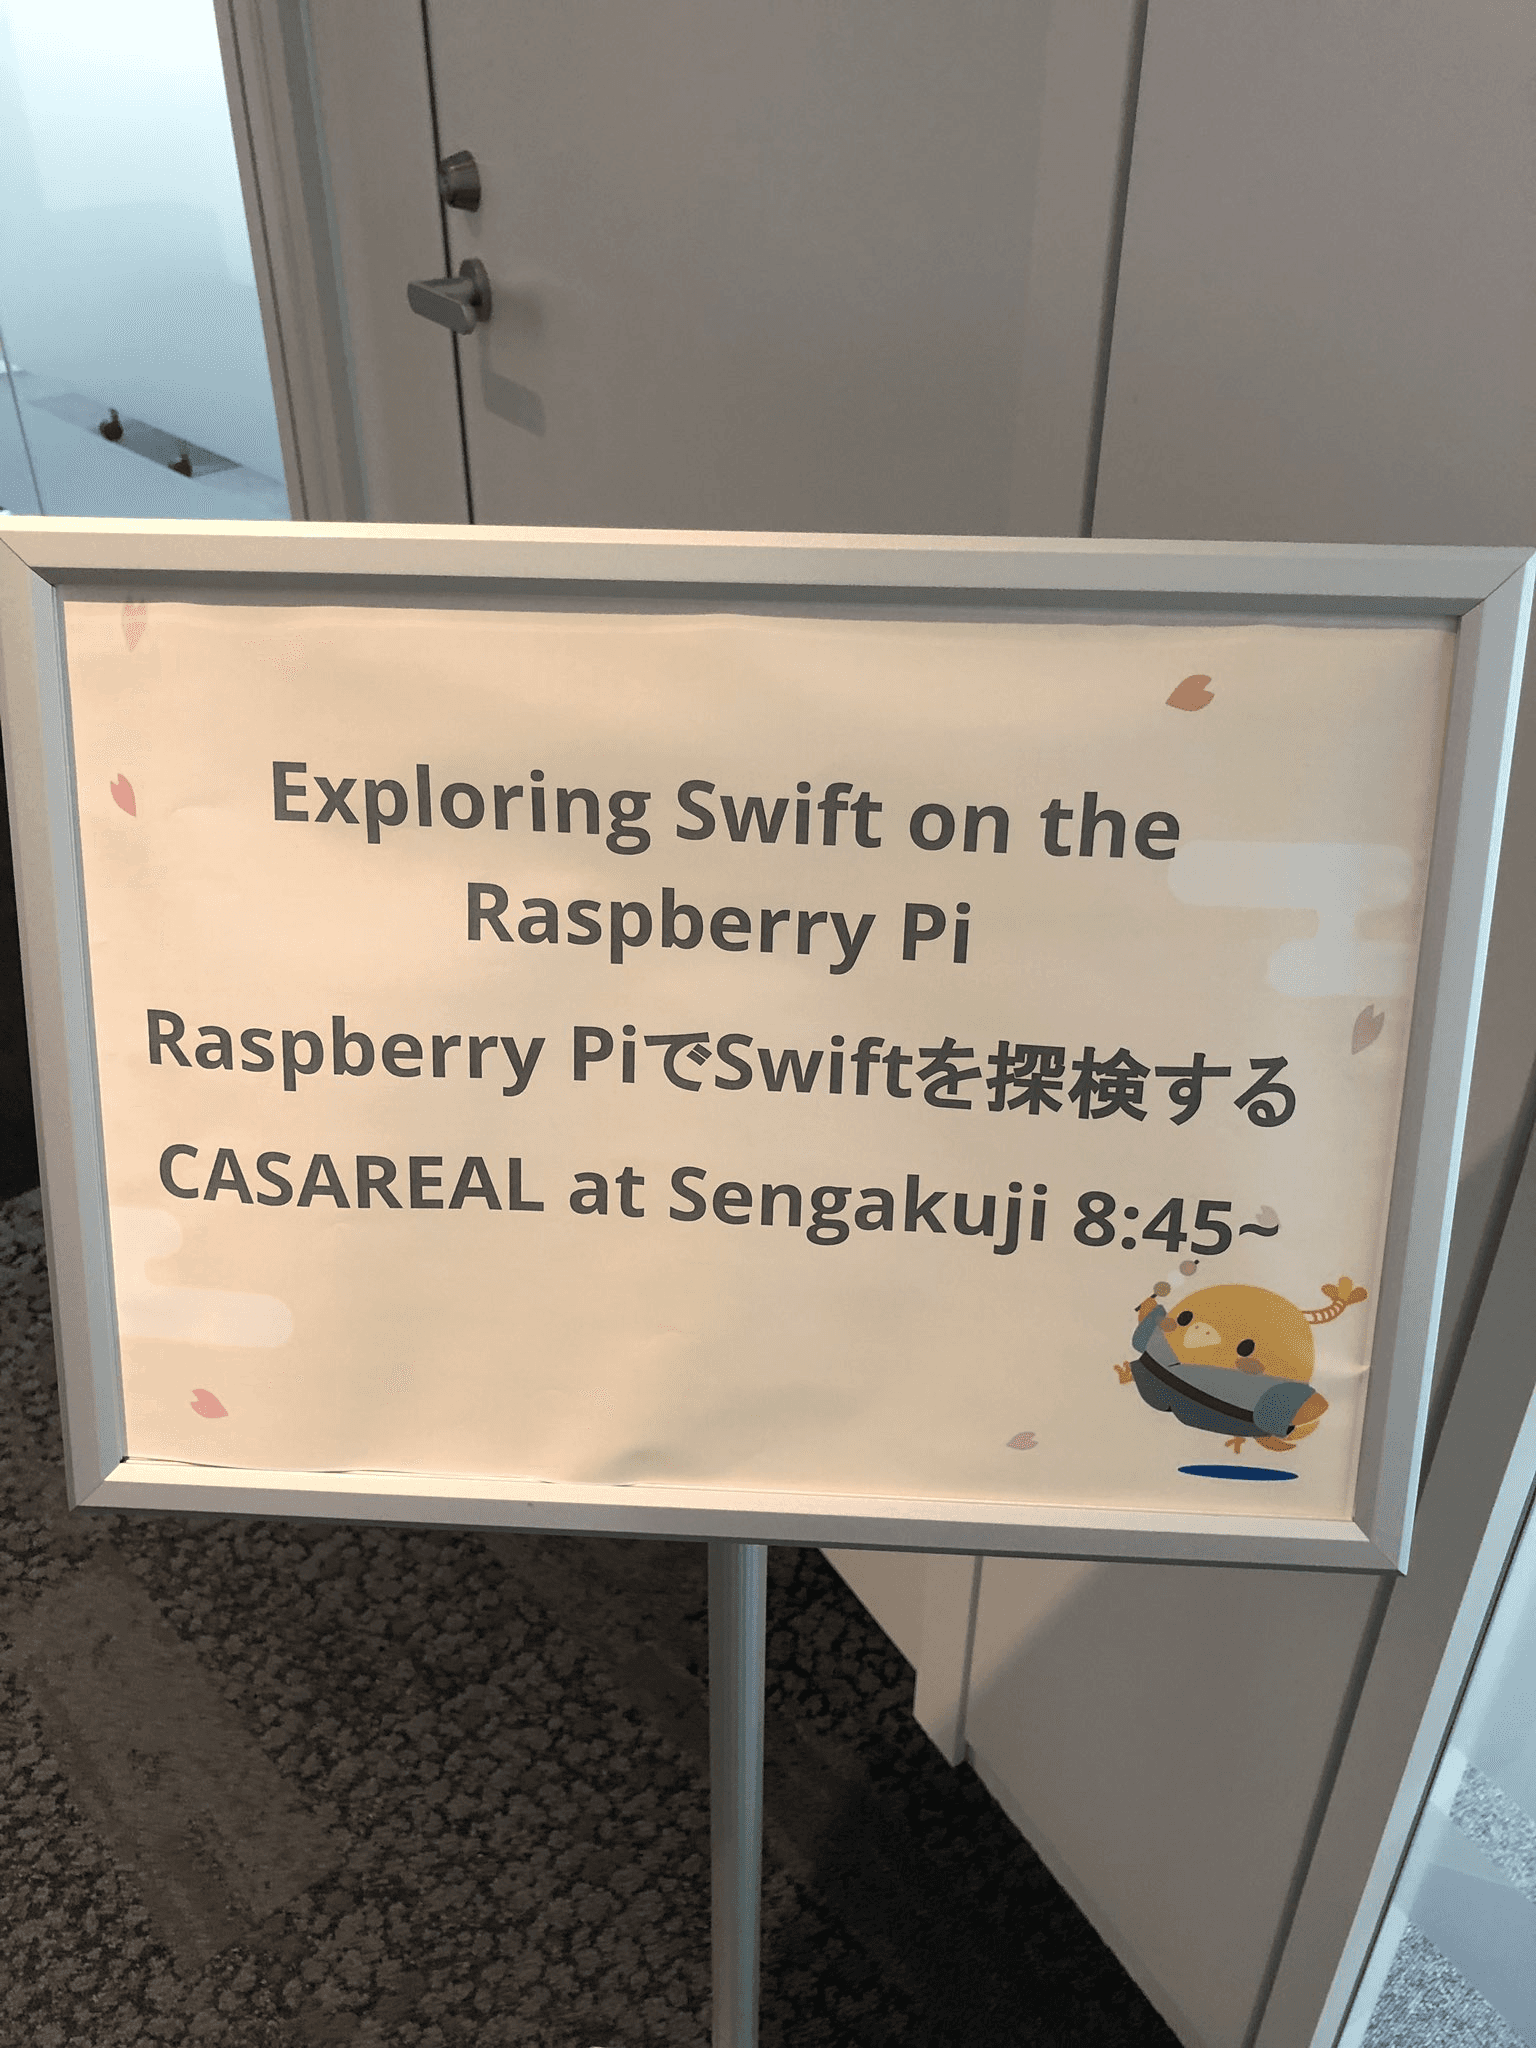 Exploring Swift on the
Raspberry Pi
Raspberry PiでSwiftを探検する
CASAREAL at Sengakuji 8:45~